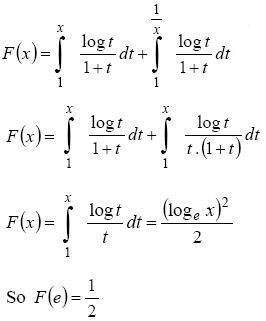 F(x) = ∫₁ˣ log t / 1+t dt + ∫₁^(1/x) log t / 1+t dt
F(x) = ∫₁ˣ log t / 1+t dt + ∫₁ˣ log t / t.(1+t) dt
F(x) = ∫₁ˣ log t / t dt = (logₑ x)² / 2
So F(e) = 1/2